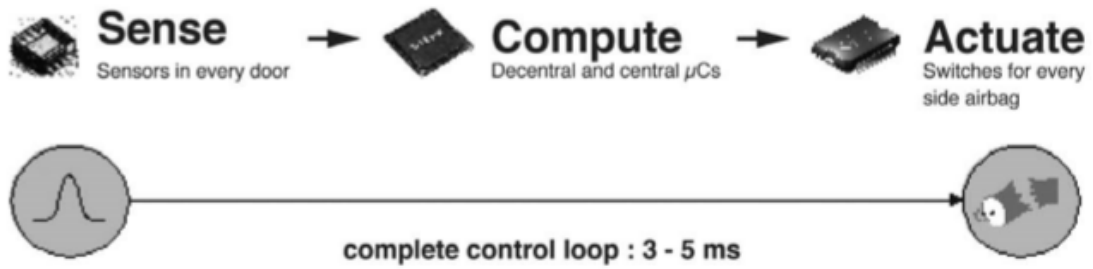 Sense
Sensors in every door
Compute
Decentral and central µCs
Actuate
Switches for every
side airbag
complete control loop : 3 - 5 ms